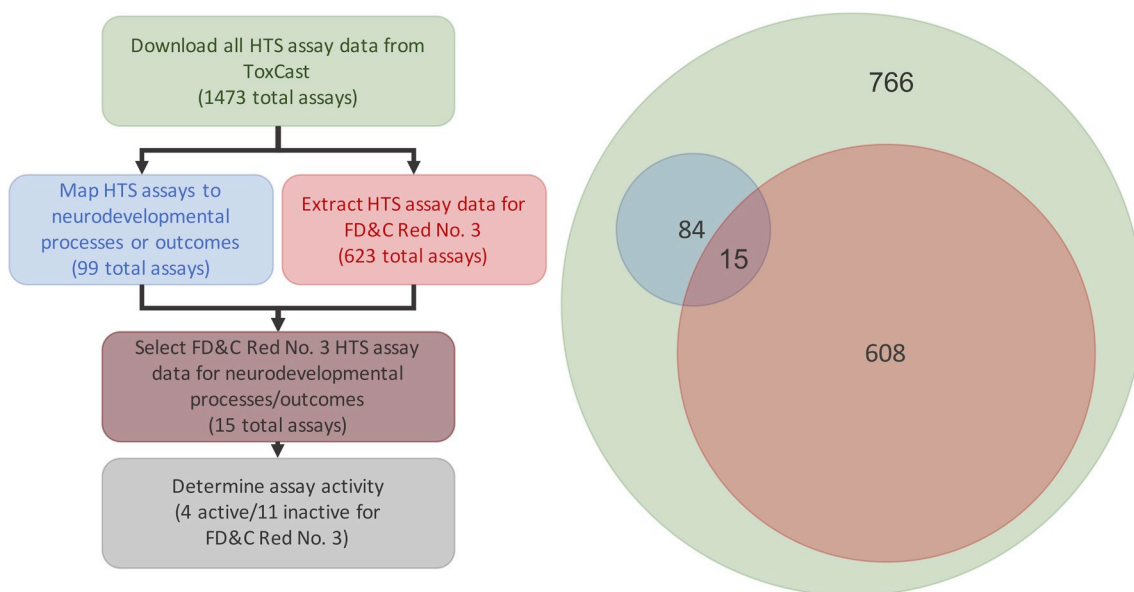 Download all HTS assay data from
ToxCast
(1473 total assays)
Map HTS assays to
neurodevelopmental
processes or outcomes
(99 total assays)
Extract HTS assay data for
FD&C Red No. 3
(623 total assays)
Select FD&C Red No. 3 HTS assay
data for neurodevelopmental
processes/outcomes
(15 total assays)
Determine assay activity
(4 active/11 inactive for
FD&C Red No. 3)
766
84
15
608